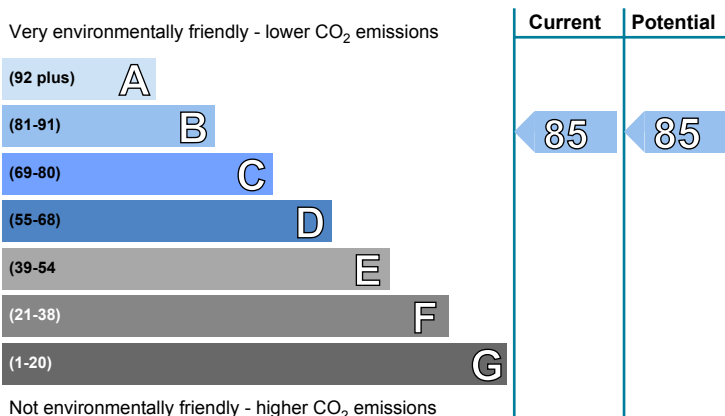 Current Potential
Very environmentally friendly - lower CO2 emissions
(92 plus) A
(81-91) B 85 85
(69-80) C
(55-68) D
(39-54 E
(21-38) F
(1-20) G
Not environmentally friendly - higher CO2 emissions